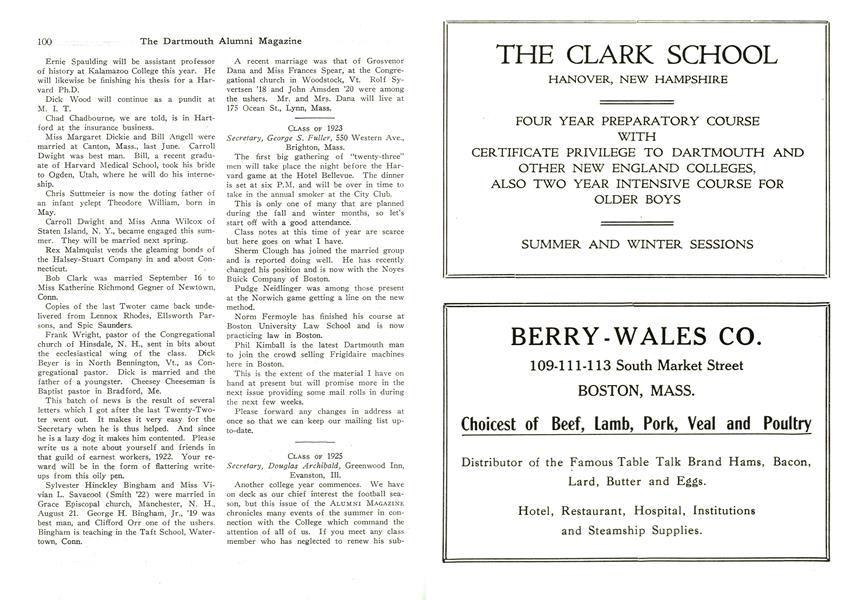 100 The Dartmouth Alumni Magazine
Ernie Spaulding will be assistant professor
of history at Kalamazoo College this year. He
will likewise be finishing his thesis for a Har-
vard Ph.D.
Dick Wood will continue as a pundit at
M. I. T.
Chad Chadbourne, we are told, is in Hart-
ford at the insurance business.
Miss Margaret Dickie and Bill Angell were
married at Canton, Mass., last June. Carroll
Dwight was best man. Bill, a recent gradu-
ate of Harvard Medical School, took his bride
to Ogden, Utah, where he will do his interne-
ship.
Chris Suttmeier is now the doting father of
an infant yclept Theodore William, born in
May.
Carroll Dwight and Miss Anna Wilcox of
Staten Island, N. Y., became engaged this sum-
mer. They will be married next spring.
Rex Malmquist vends the gleaming bonds of
the Halsey-Stuart Company in and about Con-
necticut.
Bob Clark was married September 16 to
Miss Katherine Richmond Gegner of Newtown,
Conn.
Copies of the last Twoter came back unde-
livered from Lennox Rhodes, Ellsworth Par-
sons, and Spic Saunders.
Frank Wright, pastor of the Congregational
church of Hinsdale, N. H., sent in bits about
the ecclesiastical wing of the class. Dick
Beyer is in North Bennington, Vt., as Con-
gregational pastor. Dick is married and the
father of a youngster. Cheesey Cheeseman is
Baptist pastor in Bradford, Me.
This batch of news is the result of several
letters which I got after the last Twenty-Two-
ter went out. It makes it very easy for the
Secretary when he is thus helped. And since
he is a lazy dog it makes him contented. Please
write us a note about yourself and friends in
that guild of earnest workers, 1922. Your re-
ward will be in the form of flattering write-
ups from this oily pen.
Sylvester Hinckley Bingham and Miss Vi-
vian L. Savacool (Smith '22) were married in
Grace Episcopal church, Manchester, N. H.,
August 21. George H. Bingham, Jr., '19 was
best man, and Clifford Orr one of the ushers.
Bingham is teaching in the Taft School, Water-
town, Conn.
A recent marriage was that of Grosvenor
Dana and Miss Frances Spear, at the Congre-
gational church in Woodstock, Vt. Rolf Sy-
vertsen '18 and John Amsden '20 were among
the ushers. Mr. and Mrs. Dana will live at
175 Ocean St., Lynn, Mass.
CLASS OF 1923
Secretary, George S. Fuller, 550 Western Ave.,
Brighton, Mass.
The first big gathering of "twenty-three"
men will take place the night before the Har-
vard game at the Hotel Bellevue. The dinner
is set at six P.M. and will be over in time to
take in the annual smoker at the City Club.
This is only one of many that are planned
during the fall and winter months, so let's
start off with a good attendance.
Class notes at this time of year are scarce
but here goes on what I have.
Sherm Clough has joined the married group
and is reported doing well. He has recently
changed his position and is now with the Noyes
Buick Company of Boston.
Pudge Neidlinger was among those present
at the Norwich game getting a line on the new
method.
Norm Fermoyle has finished his course at
Boston University Law School and is now
practicing law in Boston.
Phil Kimball is the latest Dartmouth man
to join the crowd selling Frigidaire machines
here in Boston.
This is the extent of the material I have on
hand at present but will promise more in the
next issue providing some mail rolls in during
the next few weeks.
Please forward any changes in address at
once so that we can keep our mailing list up-
to-date.
CLASS OF 1925
Secretary, Douglas Archibald, Greenwood Inn,
Evanston, Ill.
Another college year commences. We have
on deck as our chief interest the football sea-
son, but this issue of the ALUMNI MAGAZINE
chronicles many events of the summer in con-
nection with the College which command the
attention of all of us. If you meet any class
member who has neglected to renew his sub-
THE CLARK SCHOOL
HANOVER, NEW HAMPSHIRE
FOUR YEAR PREPARATORY COURSE
WITH
CERTIFICATE PRIVILEGE TO DARTMOUTH AND
OTHER NEW ENGLAND COLLEGES,
ALSO TWO YEAR INTENSIVE COURSE FOR
OLDER BOYS
SUMMER AND WINTER SESSIONS
BERRY-WALES CO.
109-111-113 South Market Street
BOSTON, MASS.
Choicest of Beef, Lamb, Pork, Veal and Poultry
Distributor of the Famous Table Talk Brand Hams, Bacon,
Lard, Butter and Eggs.
Hotel, Restaurant, Hospital, Institutions
and Steamship Supplies.